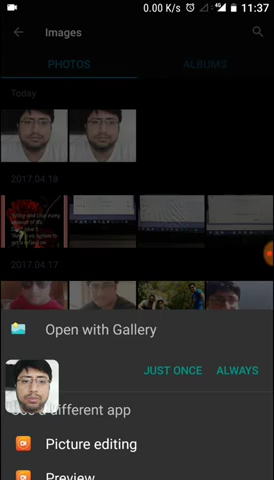 0.00 K/s 4G 11:37
Images
PHOTOS ALBUMS
Today
2017.04.18
2017.04.17
Open with Gallery
JUST ONCE ALWAYS
different app
Picture editing
Preview